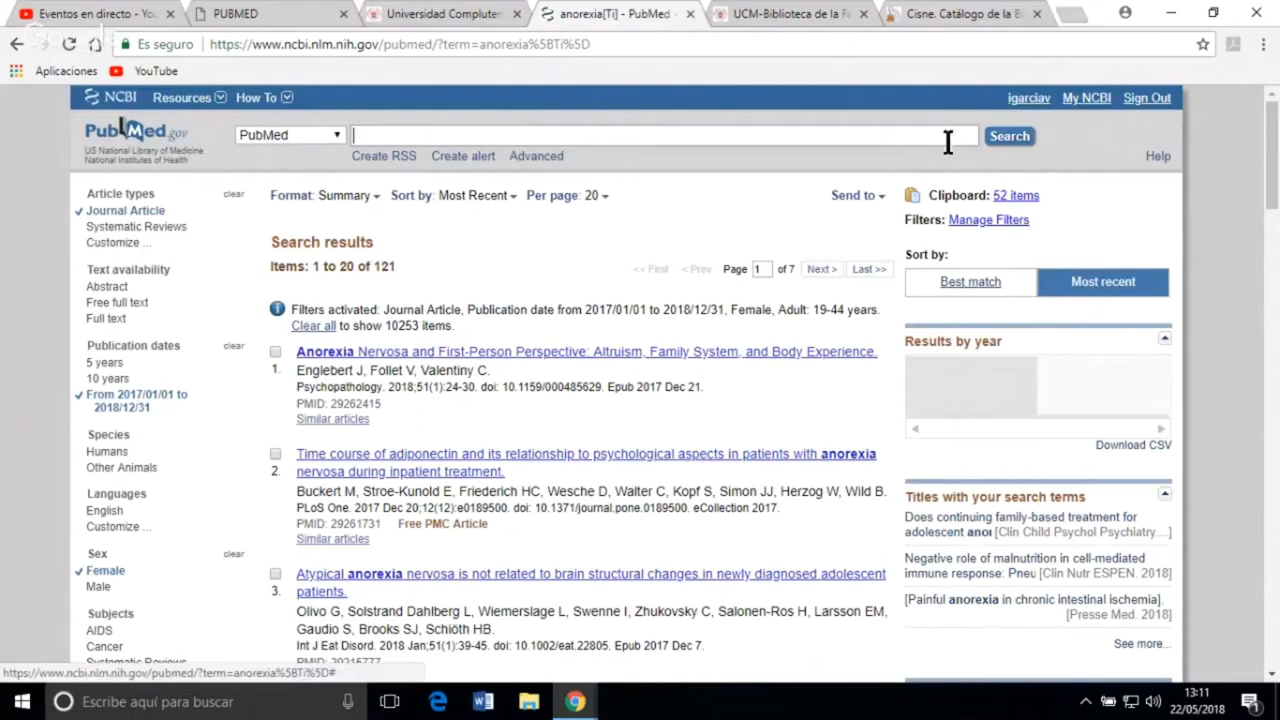 Eventos en directo - Yo
PUBMED
Universidad Compluten
anorexia[Ti] - PubMed -
UCM-Biblioteca de la Fa
Cisne. Catálogo de la B
Es seguro
https://www.ncbi.nlm.nih.gov/pubmed/?term=anorexia%5BTi%5D
Aplicaciones
YouTube
NCBI Resources How To
igarciav My NCBI Sign Out
PubMed.gov
US National Library of Medicine
National Institutes of Health
PubMed
Search
Create RSS Create alert Advanced
Help
Article types
clear
Journal Article
Systematic Reviews
Customize ...
Text availability
Abstract
Free full text
Full text
Publication dates
clear
5 years
10 years
From 2017/01/01 to
2018/12/31
Species
Humans
Other Animals
Languages
English
Customize ...
Sex
clear
Female
Male
Subjects
AIDS
Cancer
Systematic Reviews
Format: Summary Sort by: Most Recent Per page: 20
Send to
Search results
Items: 1 to 20 of 121
<< First < Prev Page 1 of 7 Next > Last >>
Filters activated: Journal Article, Publication date from 2017/01/01 to 2018/12/31, Female, Adult: 19-44 years.
Clear all to show 10253 items.
Anorexia Nervosa and First-Person Perspective: Altruism, Family System, and Body Experience.
1. Englebert J, Follet V, Valentiny C.
Psychopathology. 2018;51(1):24-30. doi: 10.1159/000485629. Epub 2017 Dec 21.
PMID: 29262415
Similar articles
Time course of adiponectin and its relationship to psychological aspects in patients with anorexia
2. nervosa during inpatient treatment.
Buckert M, Stroe-Kunold E, Friederich HC, Wesche D, Walter C, Kopf S, Simon JJ, Herzog W, Wild B.
PLoS One. 2017 Dec 20;12(12):e0189500. doi: 10.1371/journal.pone.0189500. eCollection 2017.
PMID: 29261731 Free PMC Article
Similar articles
Atypical anorexia nervosa is not related to brain structural changes in newly diagnosed adolescent
3. patients.
Olivo G, Solstrand Dahlberg L, Wiemerslage L, Swenne I, Zhukovsky C, Salonen-Ros H, Larsson EM,
Gaudio S, Brooks SJ, Schiöth HB.
Int J Eat Disord. 2018 Jan;51(1):39-45. doi: 10.1002/eat.22805. Epub 2017 Dec 7.
Clipboard: 52 items
Filters: Manage Filters
Sort by:
Best match
Most recent
Results by year
Download CSV
Titles with your search terms
Does continuing family-based treatment for
adolescent anor [Clin Child Psychol Psychiatry....]
Negative role of malnutrition in cell-mediated
immune response: Pneu [Clin Nutr ESPEN. 2018]
[Painful anorexia in chronic intestinal ischemia].
[Presse Med. 2018]
See more...
https://www.ncbi.nlm.nih.gov/pubmed/?term=anorexia%5BTi%5D#
Escribe aquí para buscar
13:11
22/05/2018